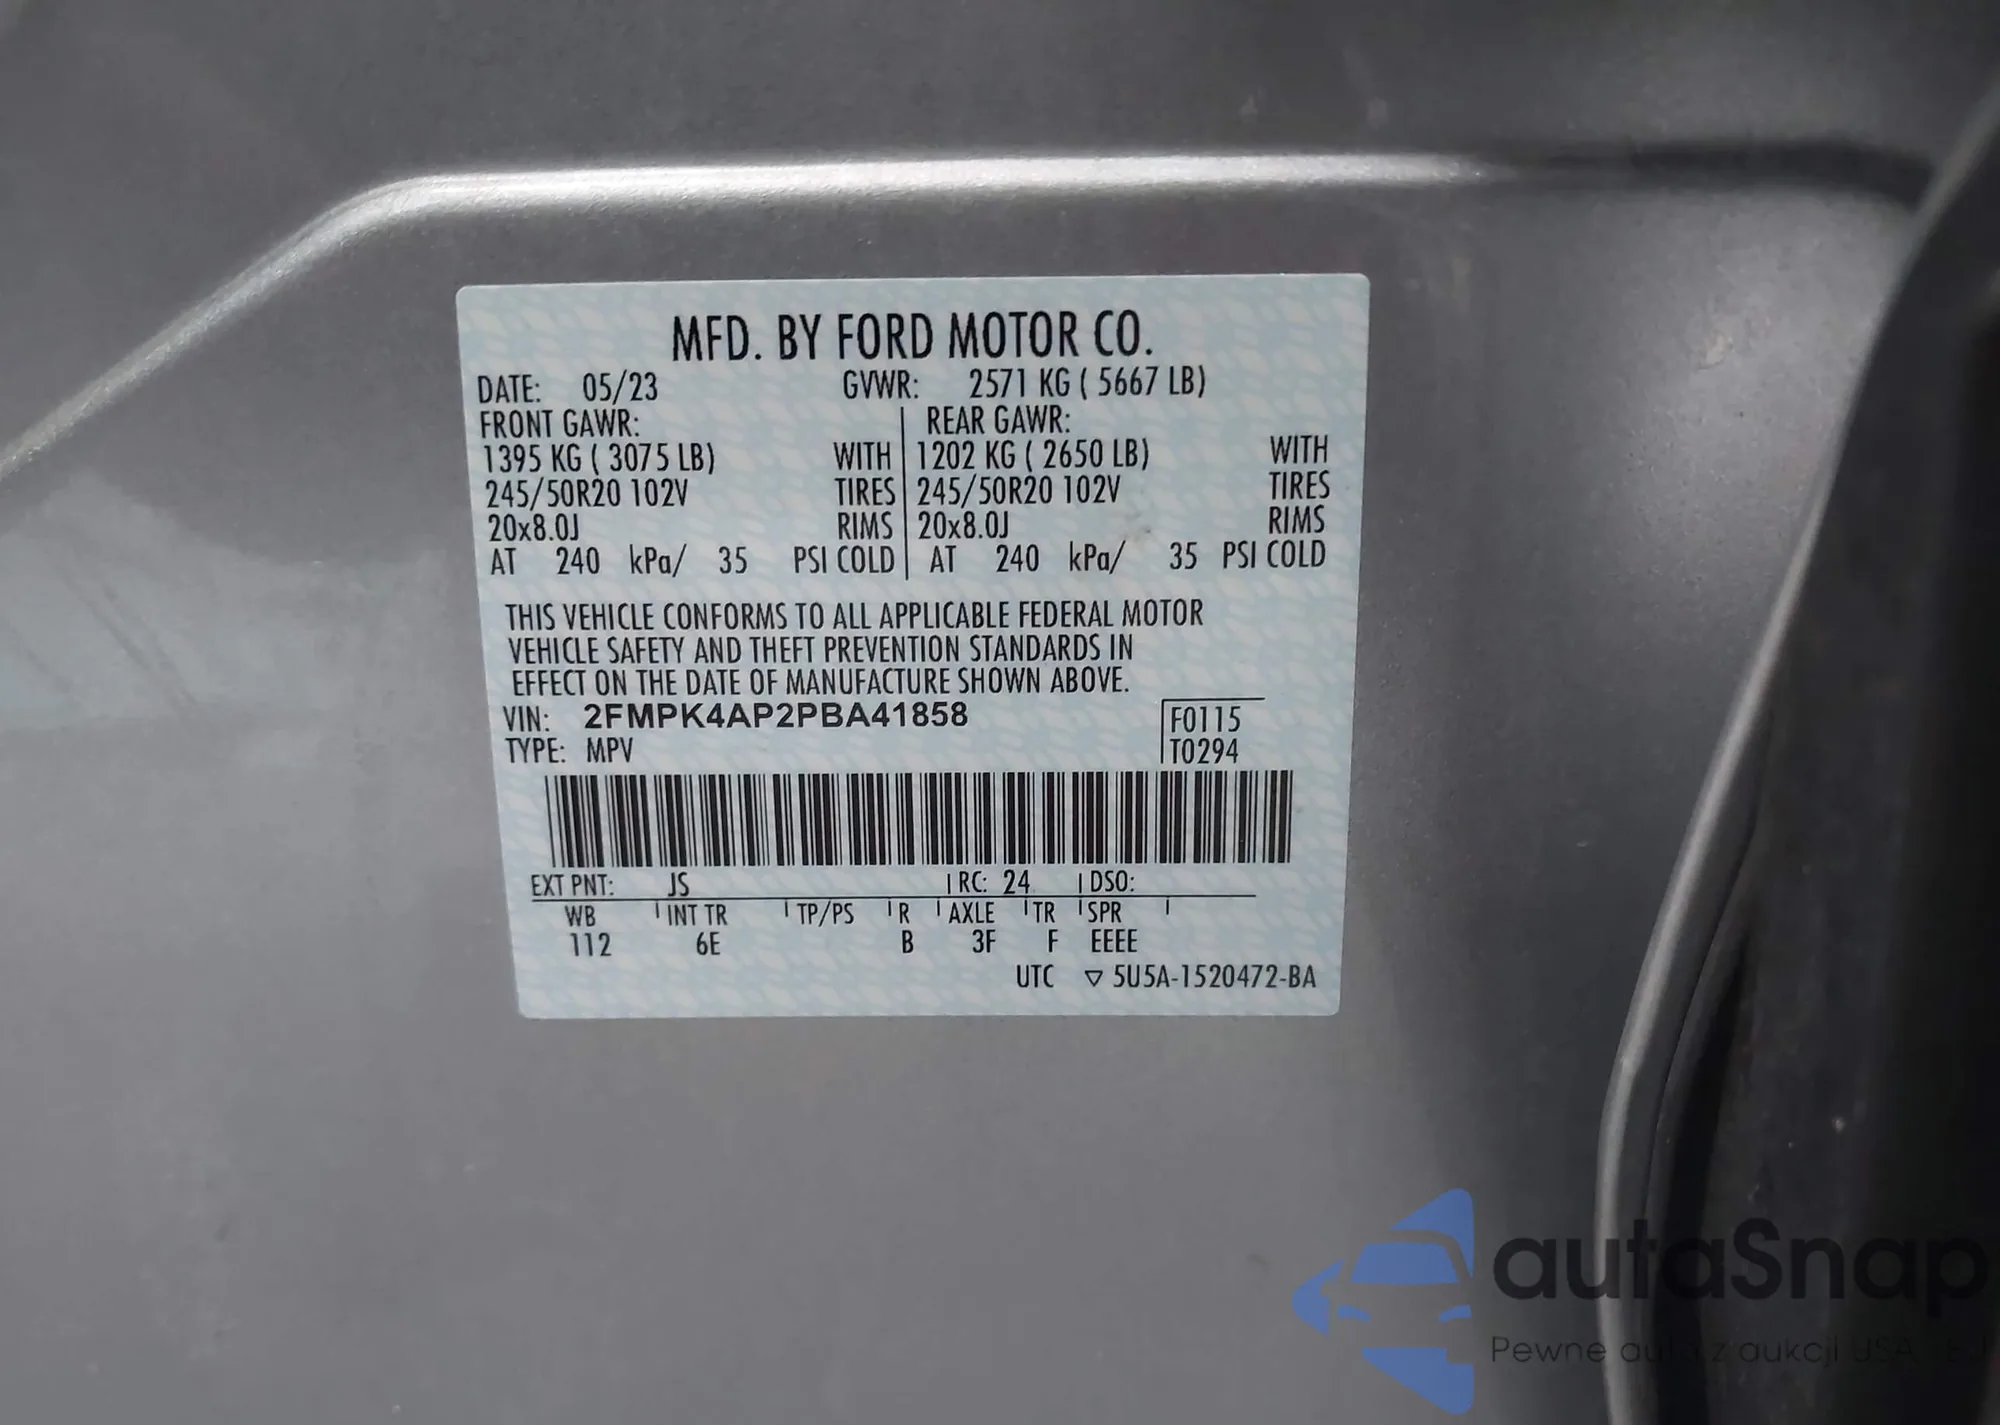 MFD. BY FORD MOTOR CO.
DATE: 05/23 GVWR: 2571 KG ( 5667 LB)
FRONT GAWR: REAR GAWR:
1395 KG ( 3075 LB) WITH 1202 KG ( 2650 LB) WITH
245/50R20 102V TIRES 245/50R20 102V TIRES
20x8.0J RIMS 20x8.0J RIMS
AT 240 kPa/ 35 PSI COLD AT 240 kPa/ 35 PSI COLD
THIS VEHICLE CONFORMS TO ALL APPLICABLE FEDERAL MOTOR
VEHICLE SAFETY AND THEFT PREVENTION STANDARDS IN
EFFECT ON THE DATE OF MANUFACTURE SHOWN ABOVE.
VIN: 2FMPK4AP2PBA41858 F0115
TYPE: MPV T0294
EXT PNT: JS RC: 24 DSO:
WB INT TR TP/PS R AXLE TR SPR
112 6E B 3F F EEEE
UTC ▽ 5U5A-1520472-BA
autaSnap
Pewne auta z aukcji USA